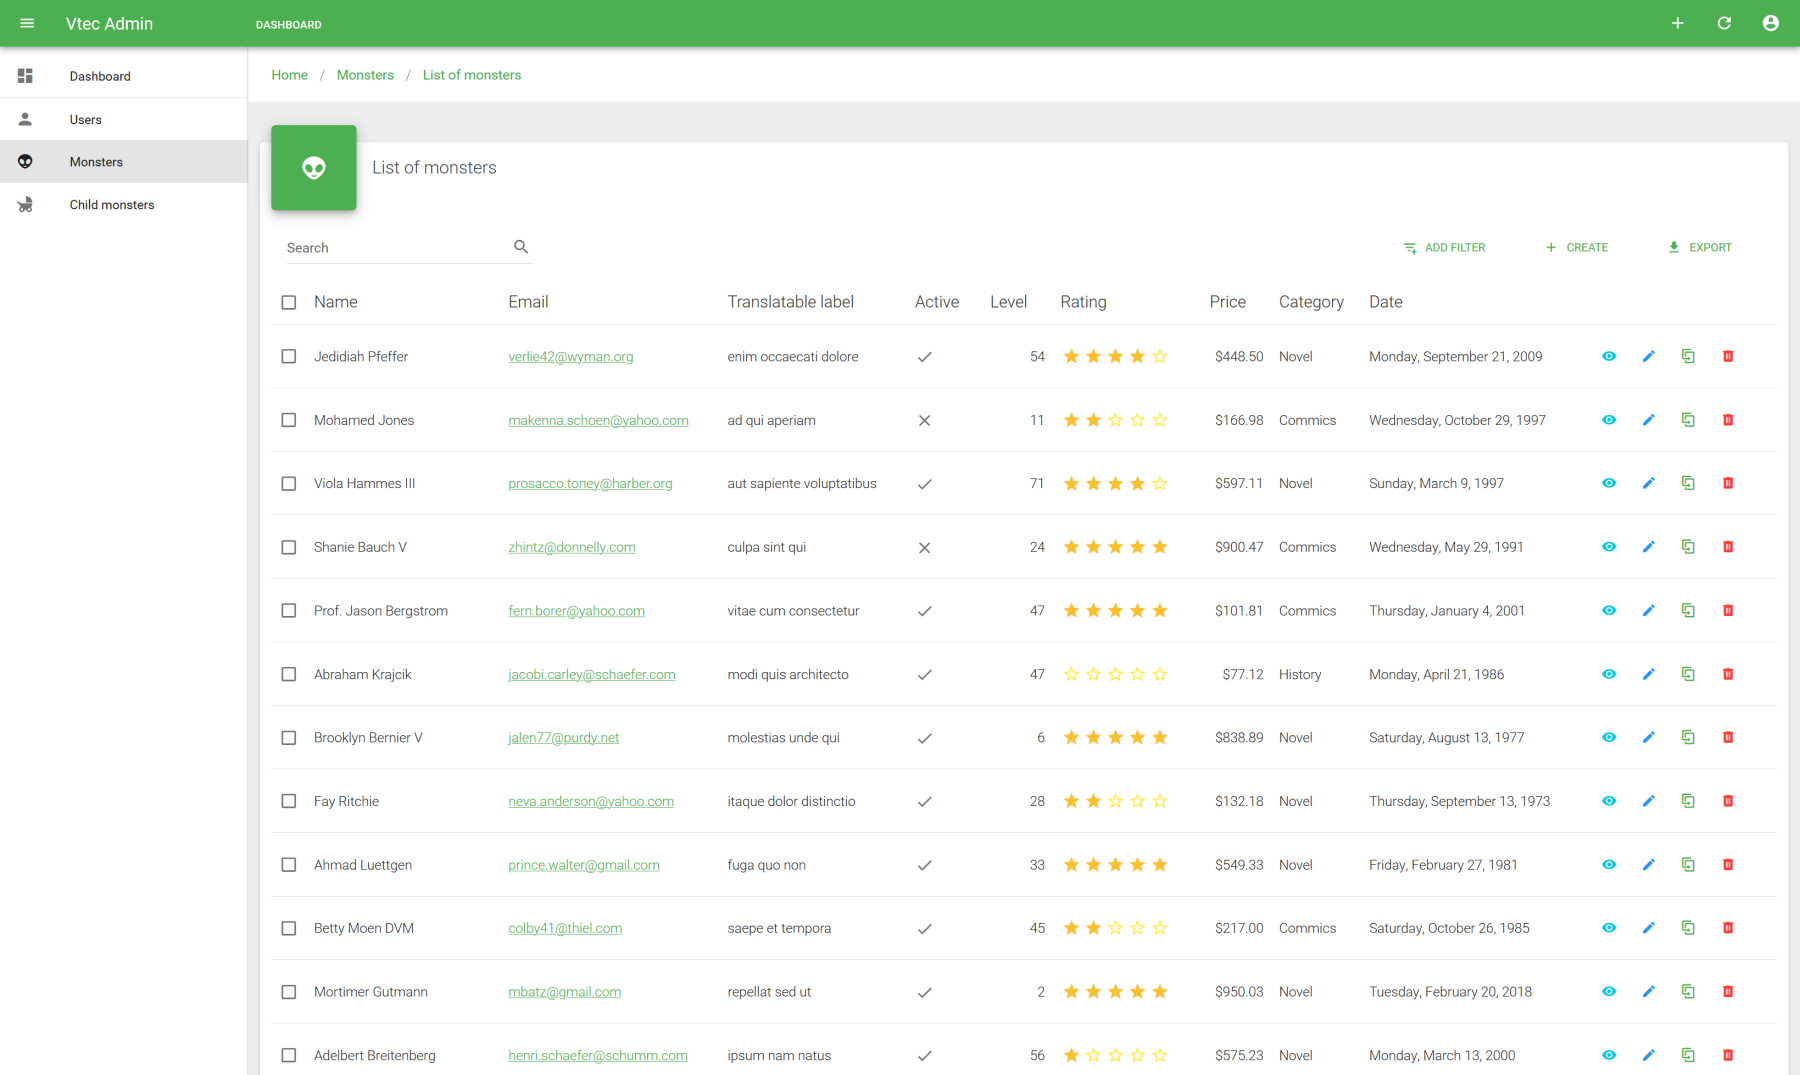 Vtec Admin DASHBOARD
Dashboard
Users
Monsters
Child monsters
Home / Monsters / List of monsters
List of monsters
Search ADD FILTER CREATE EXPORT
Name Email Translatable label Active Level Rating Price Category Date
Jedidiah Pfeffer verlie42@wyman.org enim occaecati dolore 54 $448.50 Novel Monday, September 21, 2009
Mohamed Jones makenna.schoen@yahoo.com ad qui aperiam 11 $166.98 Commics Wednesday, October 29, 1997
Viola Hammes III prosacco.toney@harber.org aut sapiente voluptatibus 71 $597.11 Novel Sunday, March 9, 1997
Shanie Bauch V zhintz@donnelly.com culpa sint qui 24 $900.47 Commics Wednesday, May 29, 1991
Prof. Jason Bergstrom fern.borer@yahoo.com vitae cum consectetur 47 $101.81 Commics Thursday, January 4, 2001
Abraham Krajcik jacobi.carley@schaefer.com modi quis architecto 47 $77.12 History Monday, April 21, 1986
Brooklyn Bernier V jalen77@purdy.net molestias unde qui 6 $838.89 Novel Saturday, August 13, 1977
Fay Ritchie neva.anderson@yahoo.com itaque dolor distinctio 28 $132.18 Novel Thursday, September 13, 1973
Ahmad Luettgen prince.walter@gmail.com fuga quo non 33 $549.33 Novel Friday, February 27, 1981
Betty Moen DVM colby41@thiel.com saepe et tempora 45 $217.00 Commics Saturday, October 26, 1985
Mortimer Gutmann mbatz@gmail.com repellat sed ut 2 $950.03 Novel Tuesday, February 20, 2018
Adelbert Breitenberg henri.schaefer@schumm.com ipsum nam natus 56 $575.23 Novel Monday, March 13, 2000